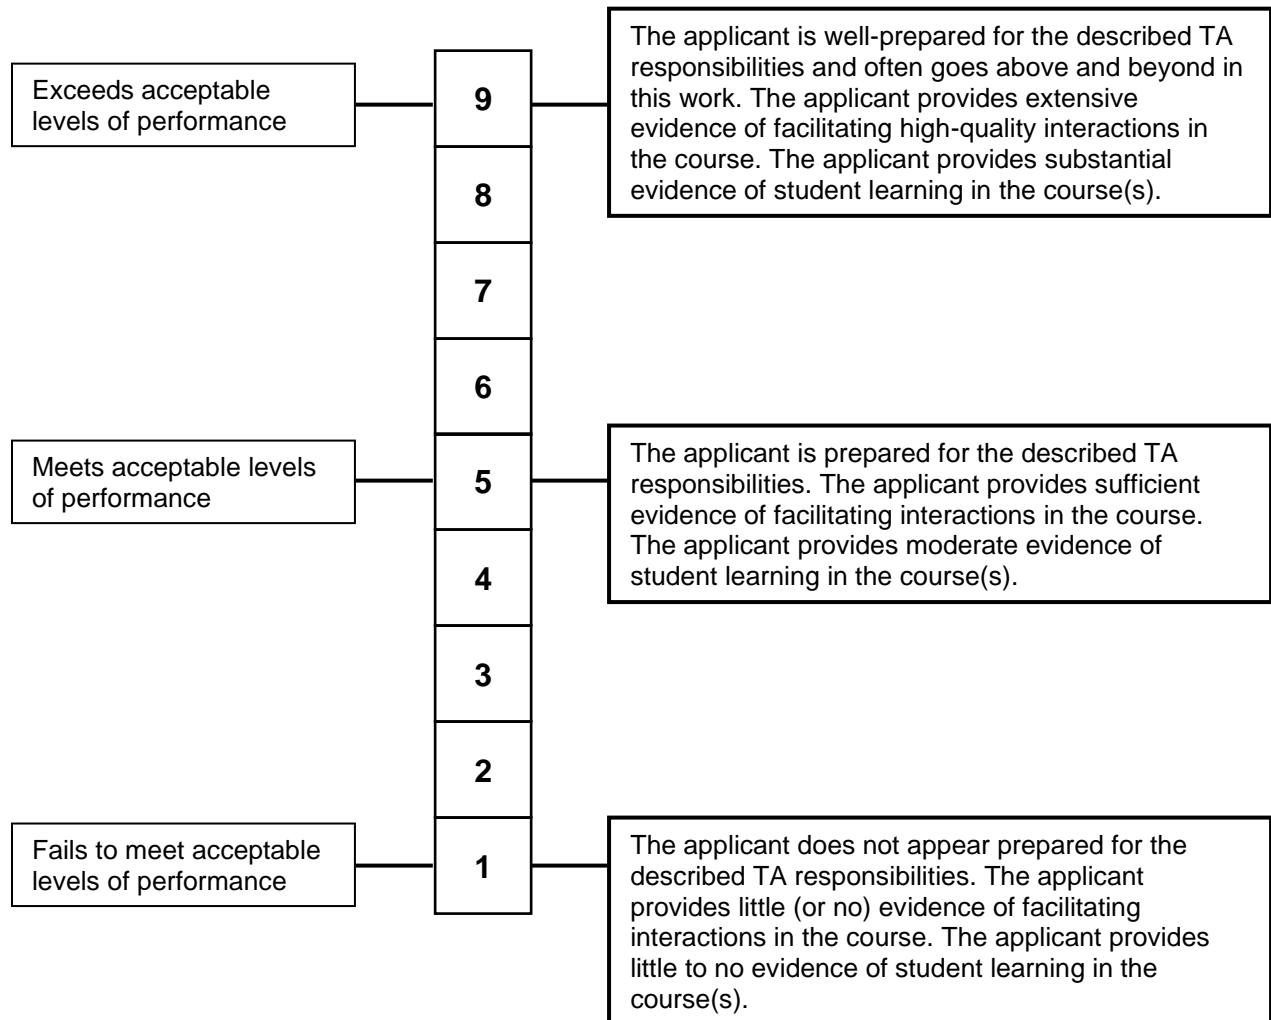 Exceeds acceptable
levels of performance
9
The applicant is well-prepared for the described TA
responsibilities and often goes above and beyond in
this work. The applicant provides extensive
evidence of facilitating high-quality interactions in
the course. The applicant provides substantial
evidence of student learning in the course(s).
8
7
6
Meets acceptable levels
of performance
5
The applicant is prepared for the described TA
responsibilities. The applicant provides sufficient
evidence of facilitating interactions in the course.
The applicant provides moderate evidence of
student learning in the course(s).
4
3
2
Fails to meet acceptable
levels of performance
1
The applicant does not appear prepared for the
described TA responsibilities. The applicant
provides little (or no) evidence of facilitating
interactions in the course. The applicant provides
little to no evidence of student learning in the
course(s).